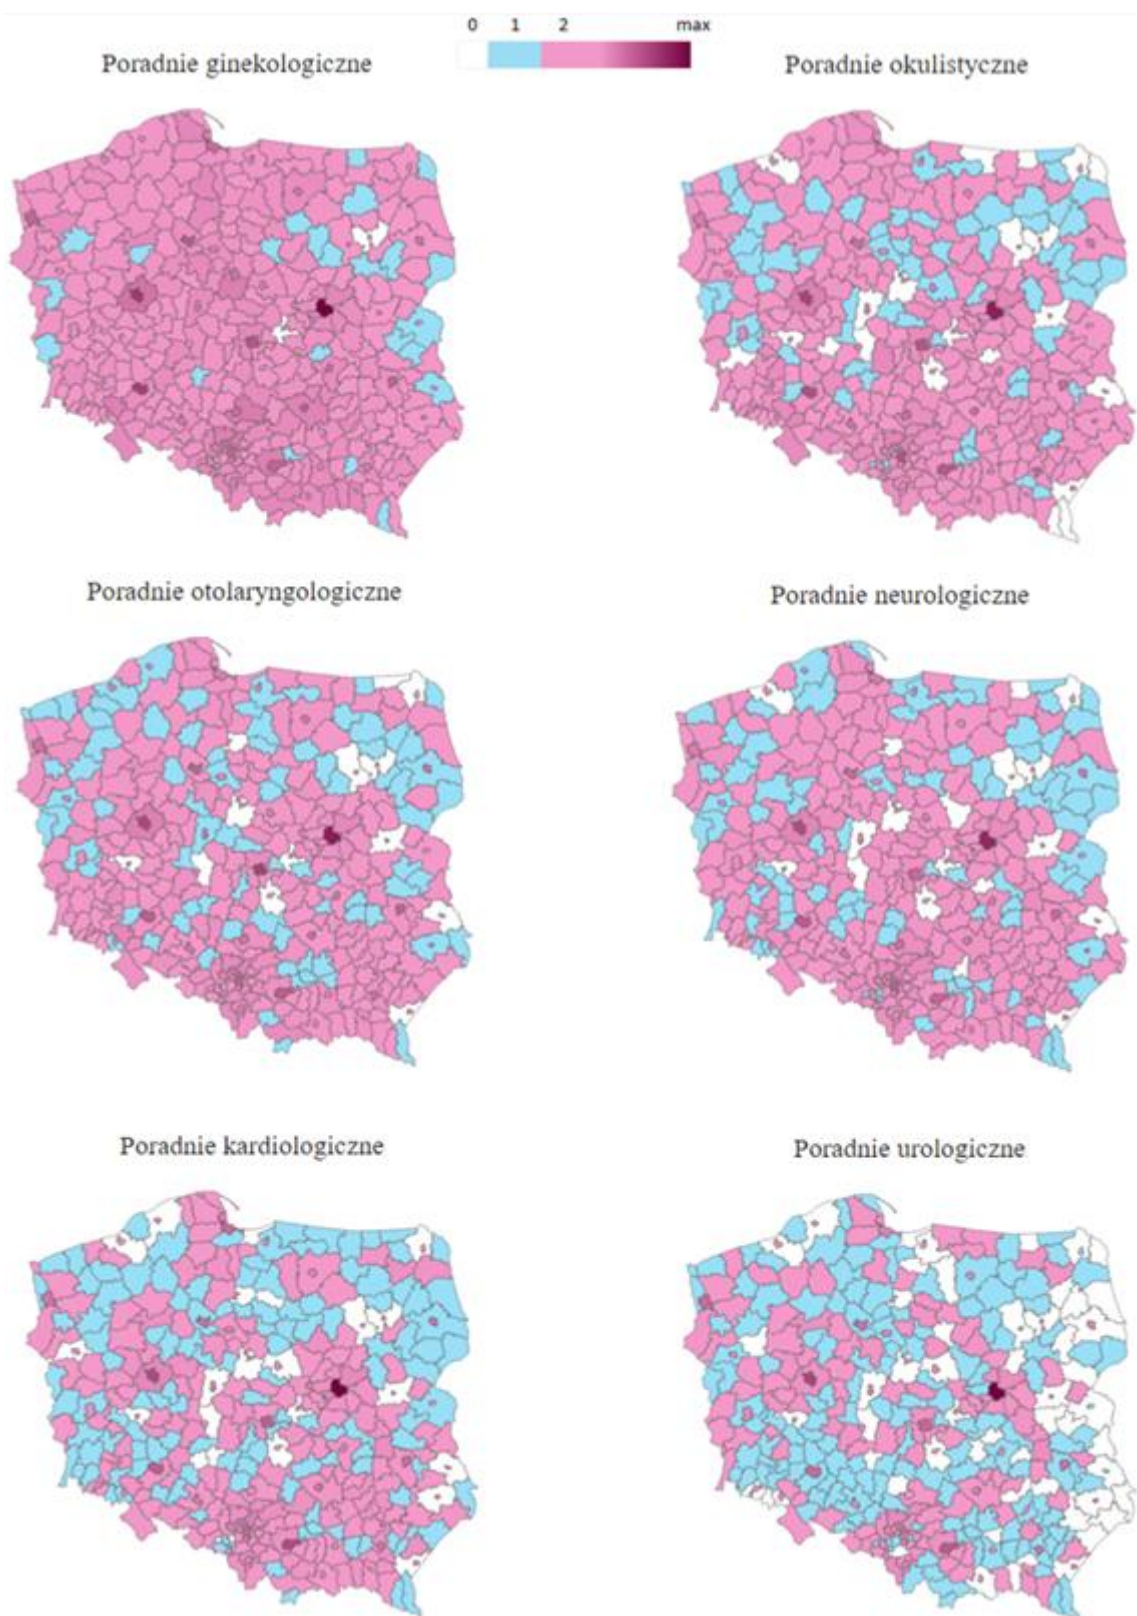 0 1 2 max
Poradnie ginekologiczne
Poradnie okulistyczne
Poradnie otolaryngologiczne
Poradnie neurologiczne
Poradnie kardiologiczne
Poradnie urologiczne